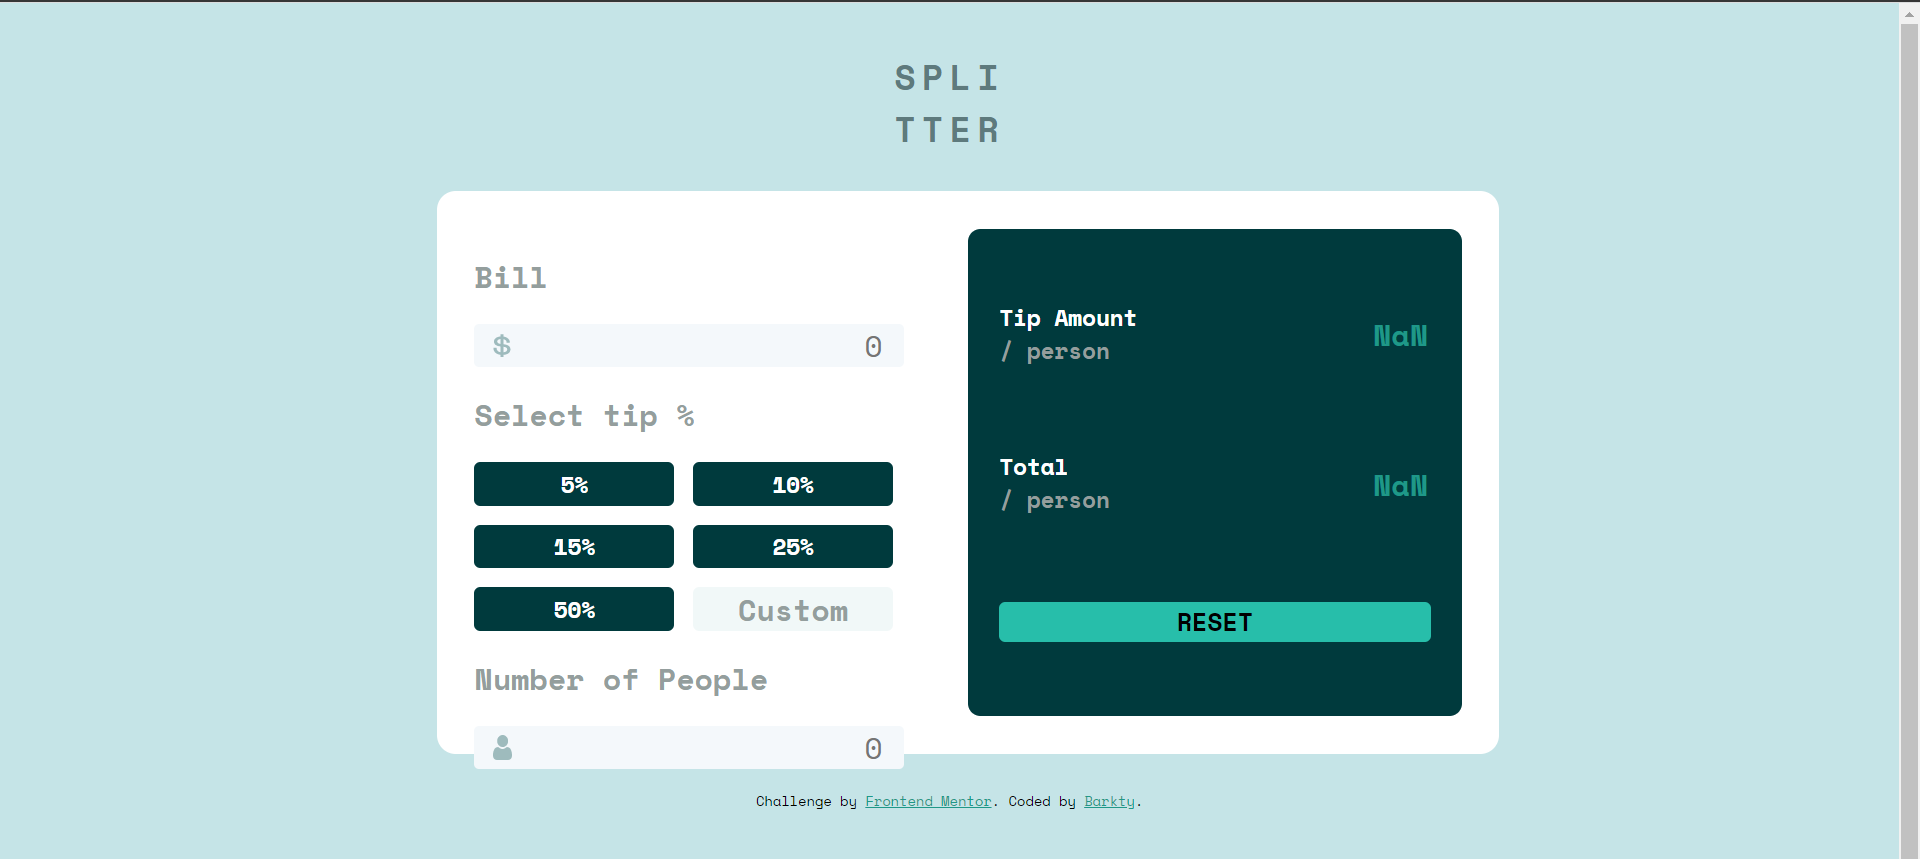 SPLI
TTER
Bill
$ 0
Select tip %
5% 10%
15% 25%
50% Custom
Number of People
0
Tip Amount
/ person
NaN
Total
/ person
NaN
RESET
Challenge by Frontend Mentor. Coded by Barkty.